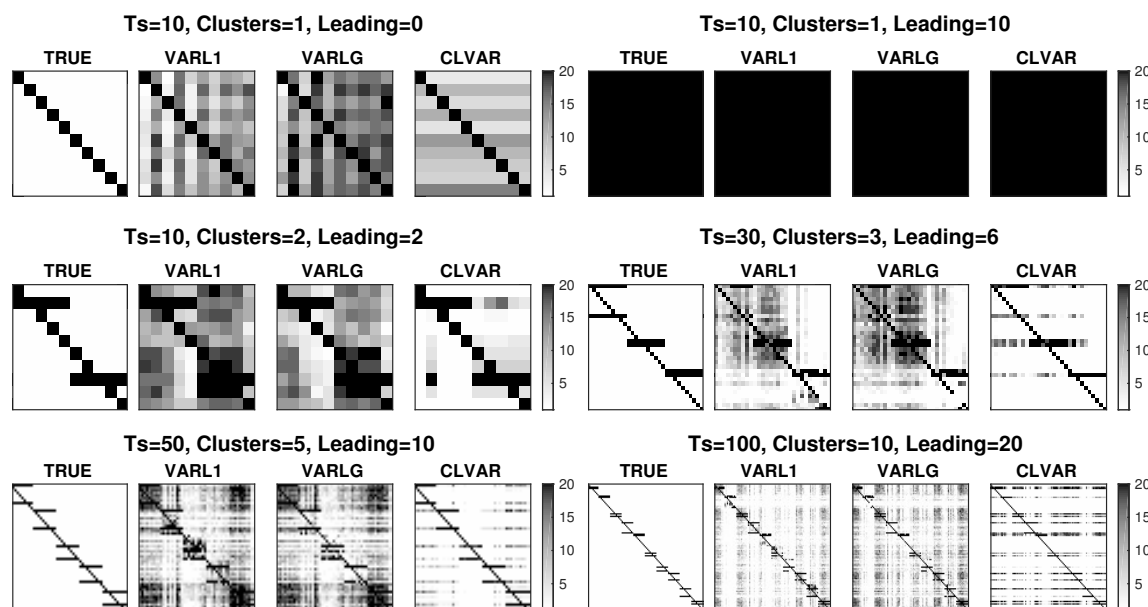 Ts=10, Clusters=1, Leading=0
TRUE VARL1 VARLG CLVAR
20
15
10
5
Ts=10, Clusters=1, Leading=10
TRUE VARL1 VARLG CLVAR
20
15
10
5
Ts=10, Clusters=2, Leading=2
TRUE VARL1 VARLG CLVAR
20
15
10
5
Ts=30, Clusters=3, Leading=6
TRUE VARL1 VARLG CLVAR
20
15
10
5
Ts=50, Clusters=5, Leading=10
TRUE VARL1 VARLG CLVAR
20
15
10
5
Ts=100, Clusters=10, Leading=20
TRUE VARL1 VARLG CLVAR
20
15
10
5